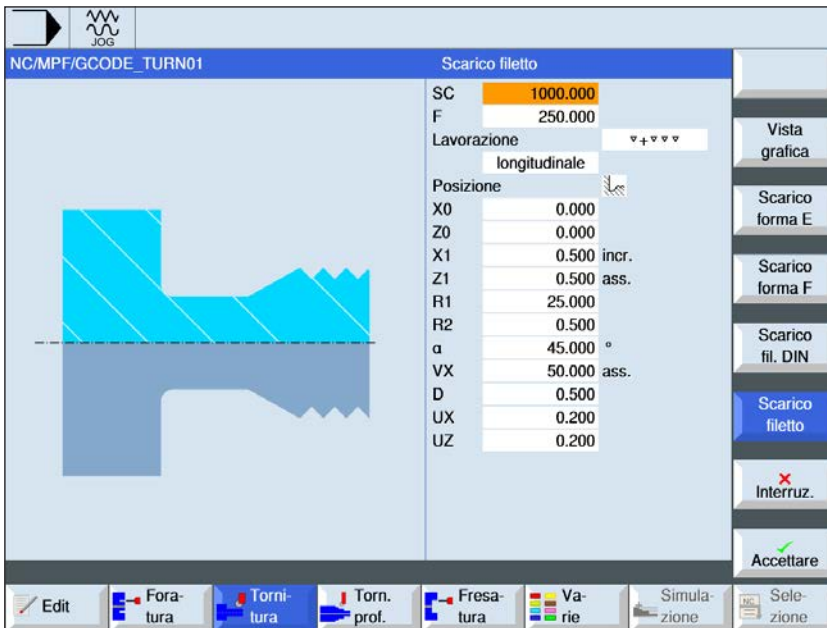 JOG
NC/MPF/GCODE_TURN01
Scarico filetto
SC 1000.000
F 250.000
Lavorazione ▿+▿▿▿
longitudinale
Posizione
X0 0.000
Z0 0.000
X1 0.500 incr.
Z1 0.500 ass.
R1 25.000
R2 0.500
α 45.000 °
VX 50.000 ass.
D 0.500
UX 0.200
UZ 0.200
Vista
grafica
Scarico
forma E
Scarico
forma F
Scarico
fil. DIN
Scarico
filetto
Interruz.
Accettare
Edit
Fora-
tura
Torni-
tura
Torn.
prof.
Fresa-
tura
Va-
rie
Simula-
zione
NC
Sele-
zione